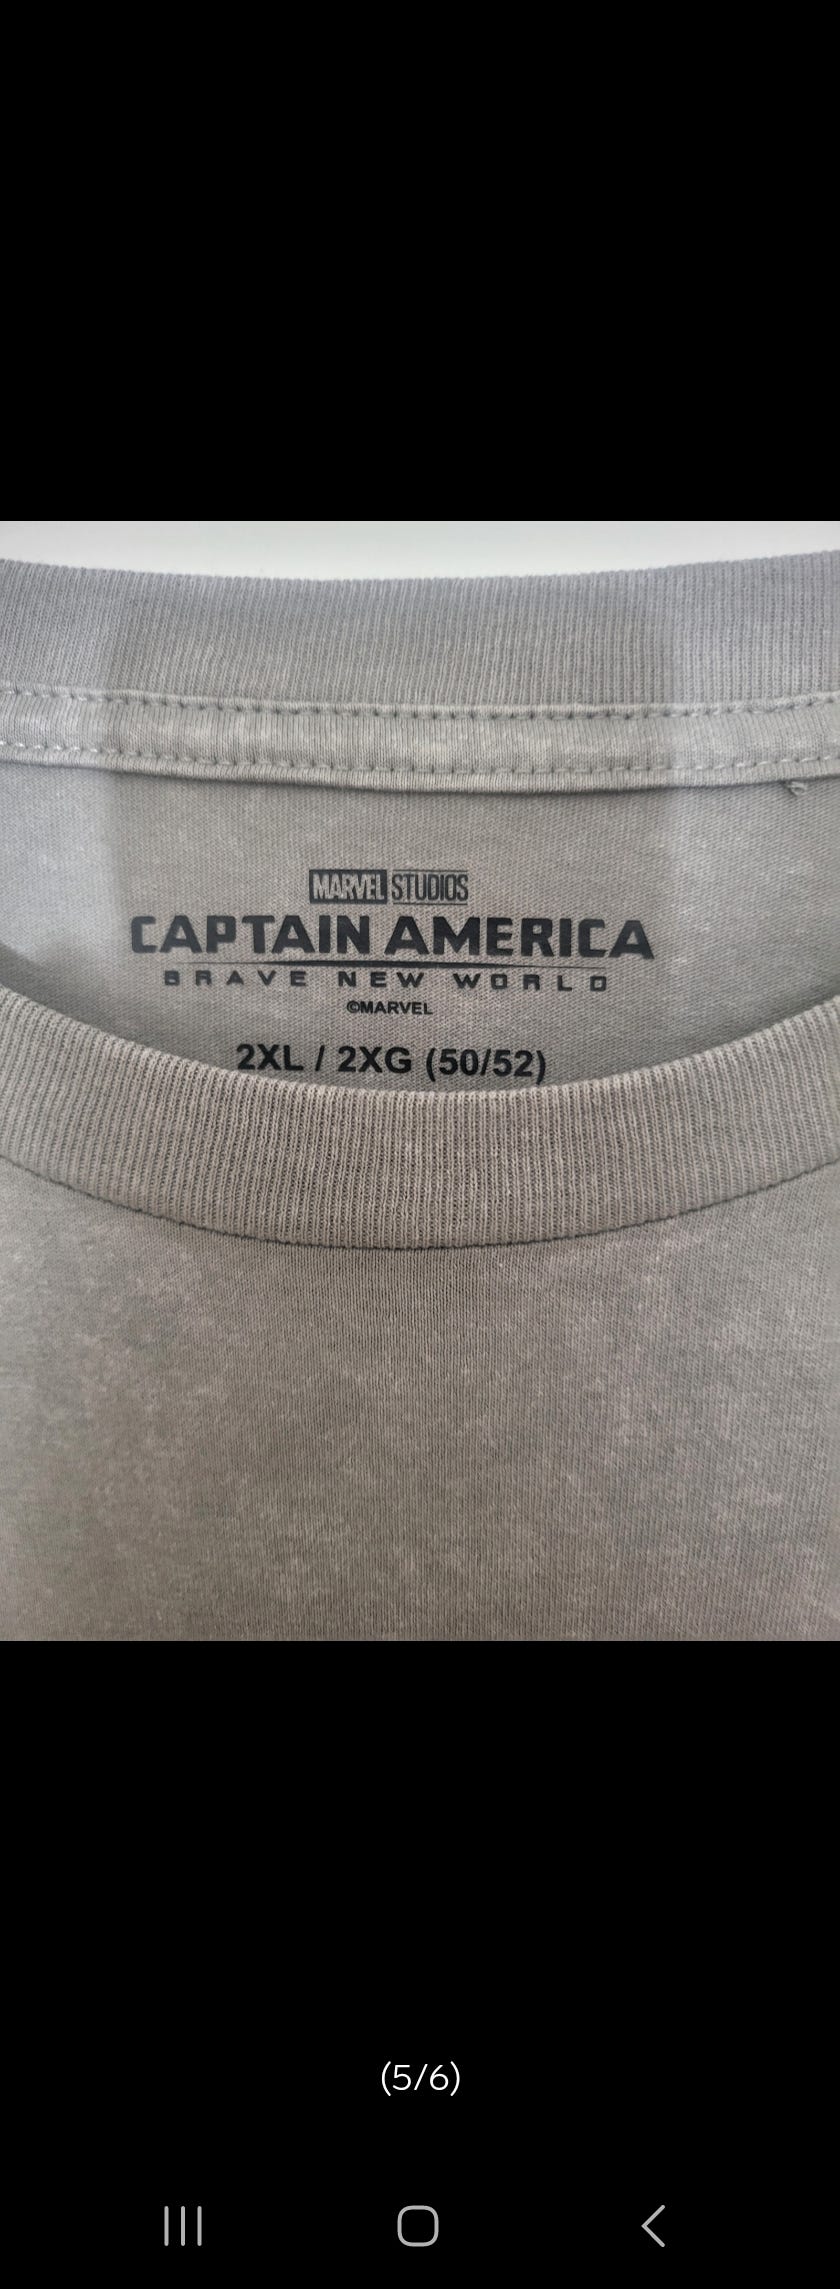 MARVEL STUDIOS
CAPTAIN AMERICA
BRAVE NEW WORLD
©MARVEL
2XL / 2XG (50/52)
(5/6)